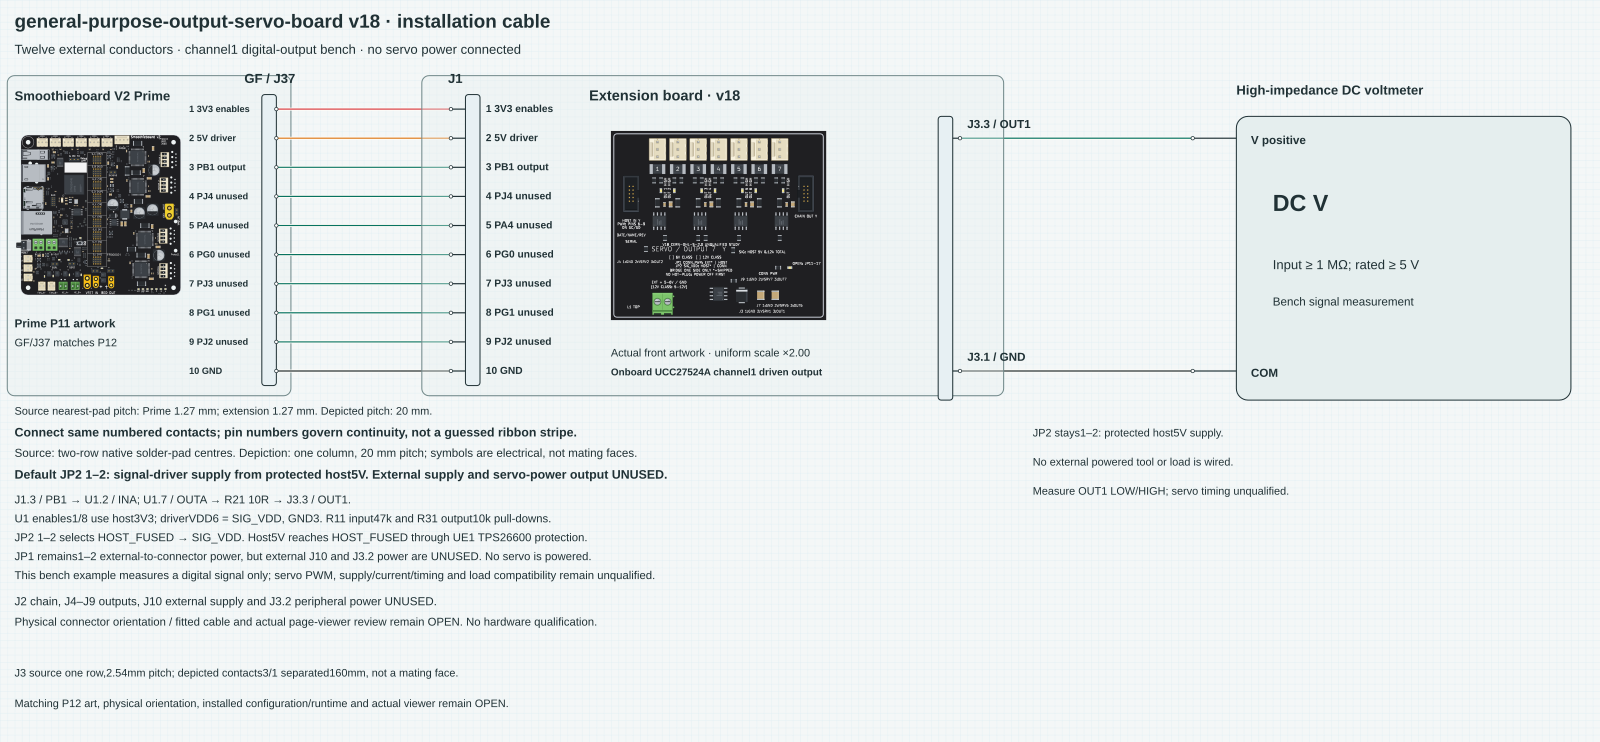 general-purpose-output-servo-board v18 · installation cable
Twelve external conductors · channel1 digital-output bench · no servo power connected
GF / J37
J1
Smoothieboard V2 Prime
1 3V3 enables
2 5V driver
3 PB1 output
4 PJ4 unused
5 PA4 unused
6 PG0 unused
7 PJ3 unused
8 PG1 unused
9 PJ2 unused
10 GND
Prime P11 artwork
GF/J37 matches P12
1 3V3 enables
2 5V driver
3 PB1 output
4 PJ4 unused
5 PA4 unused
6 PG0 unused
7 PJ3 unused
8 PG1 unused
9 PJ2 unused
10 GND
Extension board · v18
SERVO / OUTPUT 7
Actual front artwork · uniform scale ×2.00
Onboard UCC27524A channel1 driven output
J3.3 / OUT1
J3.1 / GND
High-impedance DC voltmeter
V positive
DC V
Input ≥ 1 MΩ; rated ≥ 5 V
Bench signal measurement
COM
Source nearest-pad pitch: Prime 1.27 mm; extension 1.27 mm. Depicted pitch: 20 mm.
Connect same numbered contacts; pin numbers govern continuity, not a guessed ribbon stripe.
Source: two-row native solder-pad centres. Depiction: one column, 20 mm pitch; symbols are electrical, not mating faces.
Default JP2 1–2: signal-driver supply from protected host5V. External supply and servo-power output UNUSED.
J1.3 / PB1 → U1.2 / INA; U1.7 / OUTA → R21 10R → J3.3 / OUT1.
U1 enables1/8 use host3V3; driverVDD6 = SIG_VDD, GND3. R11 input47k and R31 output10k pull-downs.
JP2 1–2 selects HOST_FUSED → SIG_VDD. Host5V reaches HOST_FUSED through UE1 TPS26600 protection.
JP1 remains1–2 external-to-connector power, but external J10 and J3.2 power are UNUSED. No servo is powered.
This bench example measures a digital signal only; servo PWM, supply/current/timing and load compatibility remain unqualified.
J2 chain, J4–J9 outputs, J10 external supply and J3.2 peripheral power UNUSED.
Physical connector orientation / fitted cable and actual page-viewer review remain OPEN. No hardware qualification.
J3 source one row,2.54mm pitch; depicted contacts3/1 separated160mm, not a mating face.
Matching P12 art, physical orientation, installed configuration/runtime and actual viewer remain OPEN.
JP2 stays1–2: protected host5V supply.
No external powered tool or load is wired.
Measure OUT1 LOW/HIGH; servo timing unqualified.